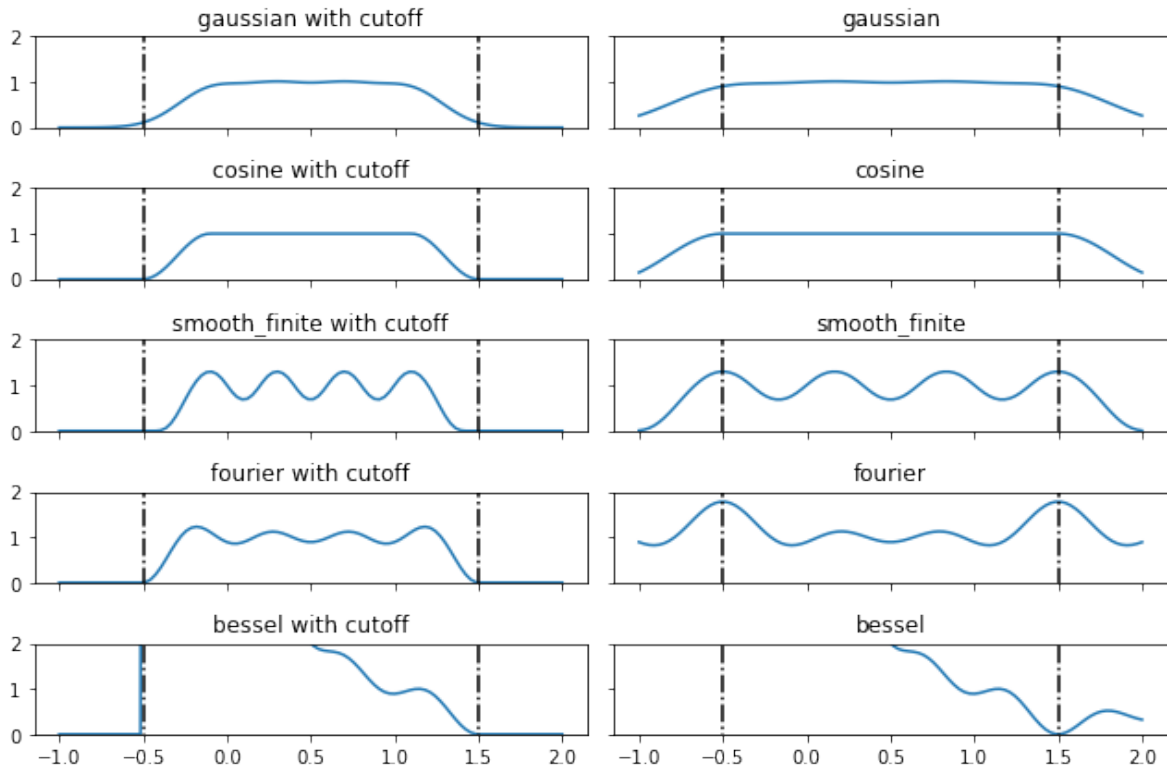 gaussian with cutoff
gaussian
2
1
0
cosine with cutoff
cosine
2
1
0
smooth_finite with cutoff
smooth_finite
2
1
0
fourier with cutoff
fourier
2
1
0
bessel with cutoff
bessel
2
1
0
−1.0 −0.5 0.0 0.5 1.0 1.5 2.0
−1.0 −0.5 0.0 0.5 1.0 1.5 2.0